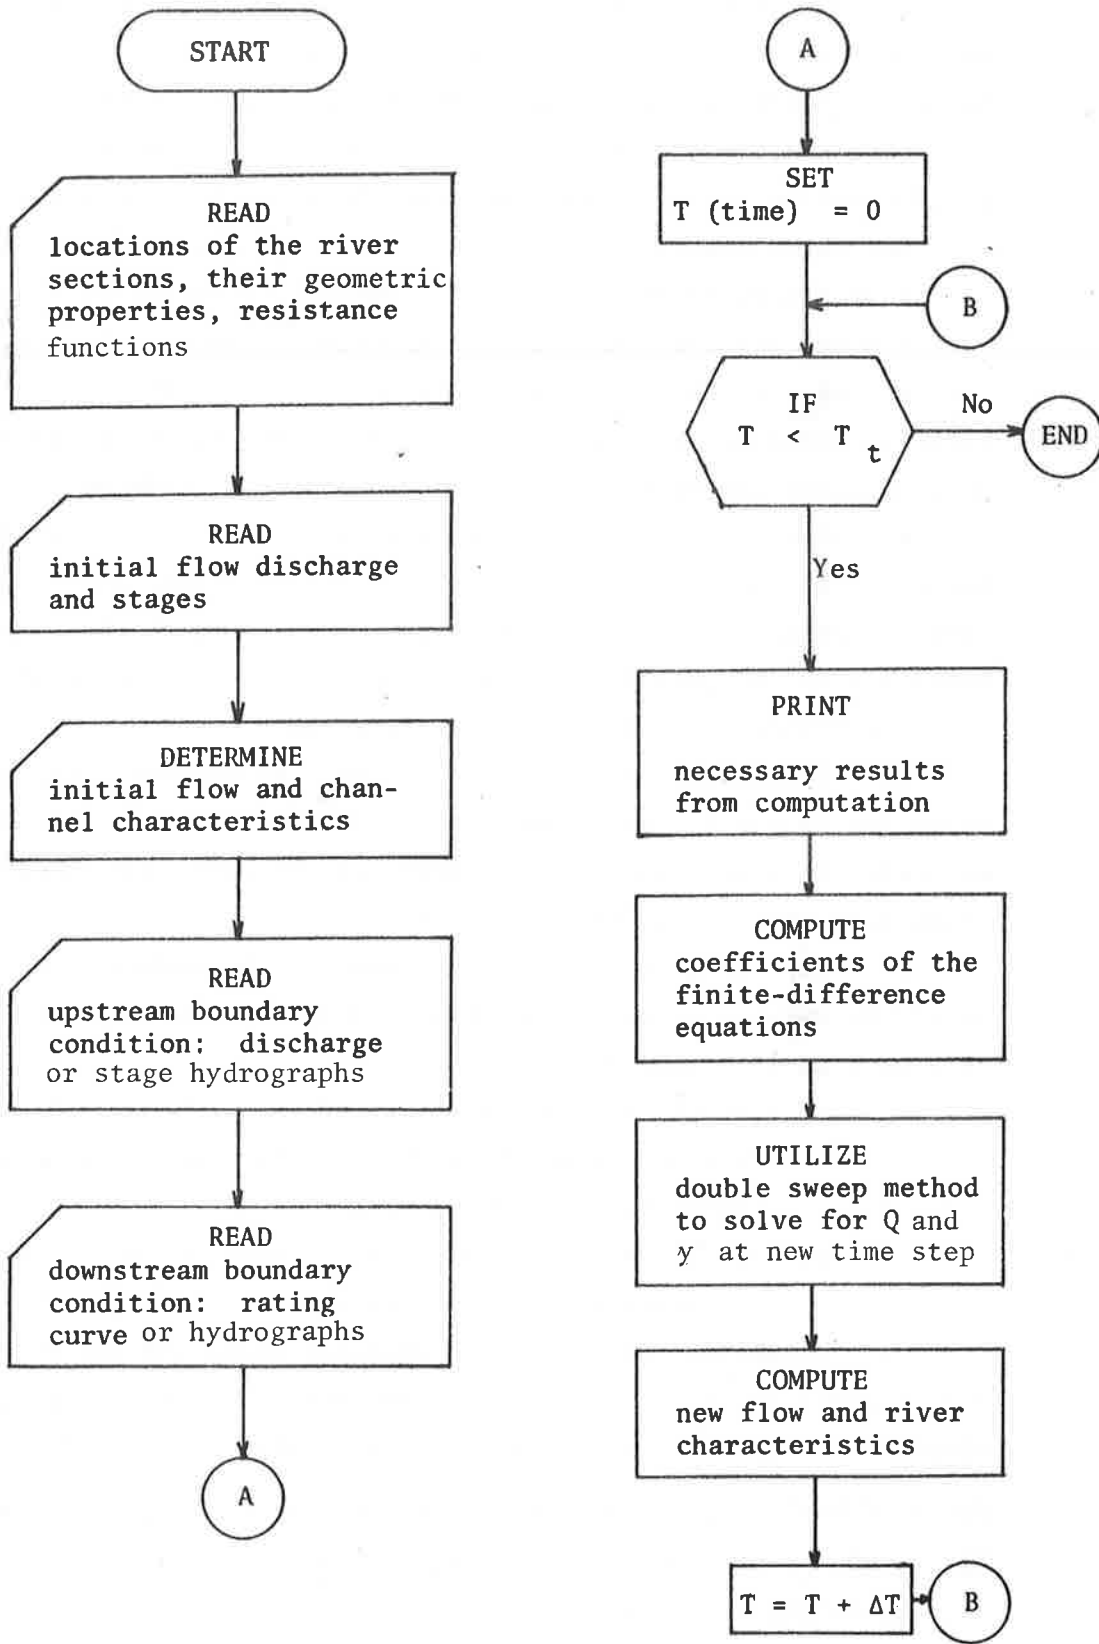 START
READ
locations of the river
sections, their geometric
properties, resistance
functions
READ
initial flow discharge
and stages
DETERMINE
initial flow and chan-
nel characteristics
READ
upstream boundary
condition: discharge
or stage hydrographs
READ
downstream boundary
condition: rating
curve or hydrographs
A
A
SET
T (time) = 0
B
IF
T < T t
No
END
Yes
PRINT
necessary results
from computation
COMPUTE
coefficients of the
finite-difference
equations
UTILIZE
double sweep method
to solve for Q and
y at new time step
COMPUTE
new flow and river
characteristics
T = T + ΔT
B